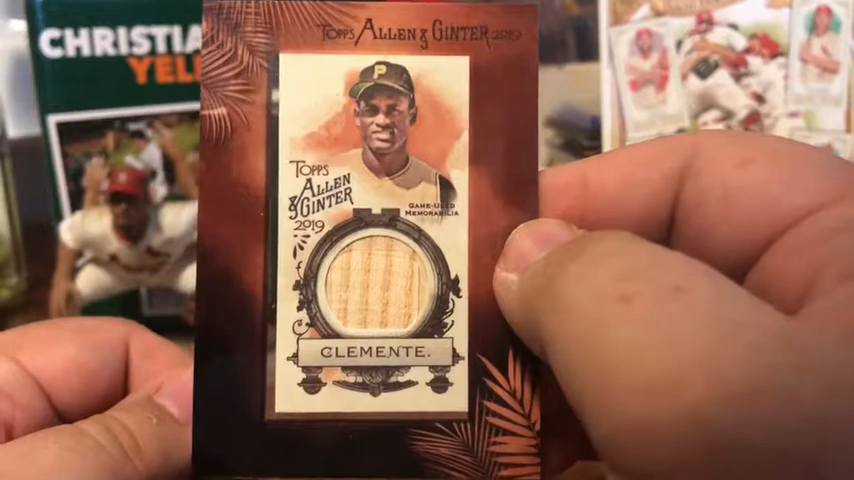 TOPPS ALLEN & GINTER 2019
CHRISTIA
YEL
P
TOPPS
ALLEN
& GINTER
2019
GAME-USED
MEMORABILIA
CLEMENTE.